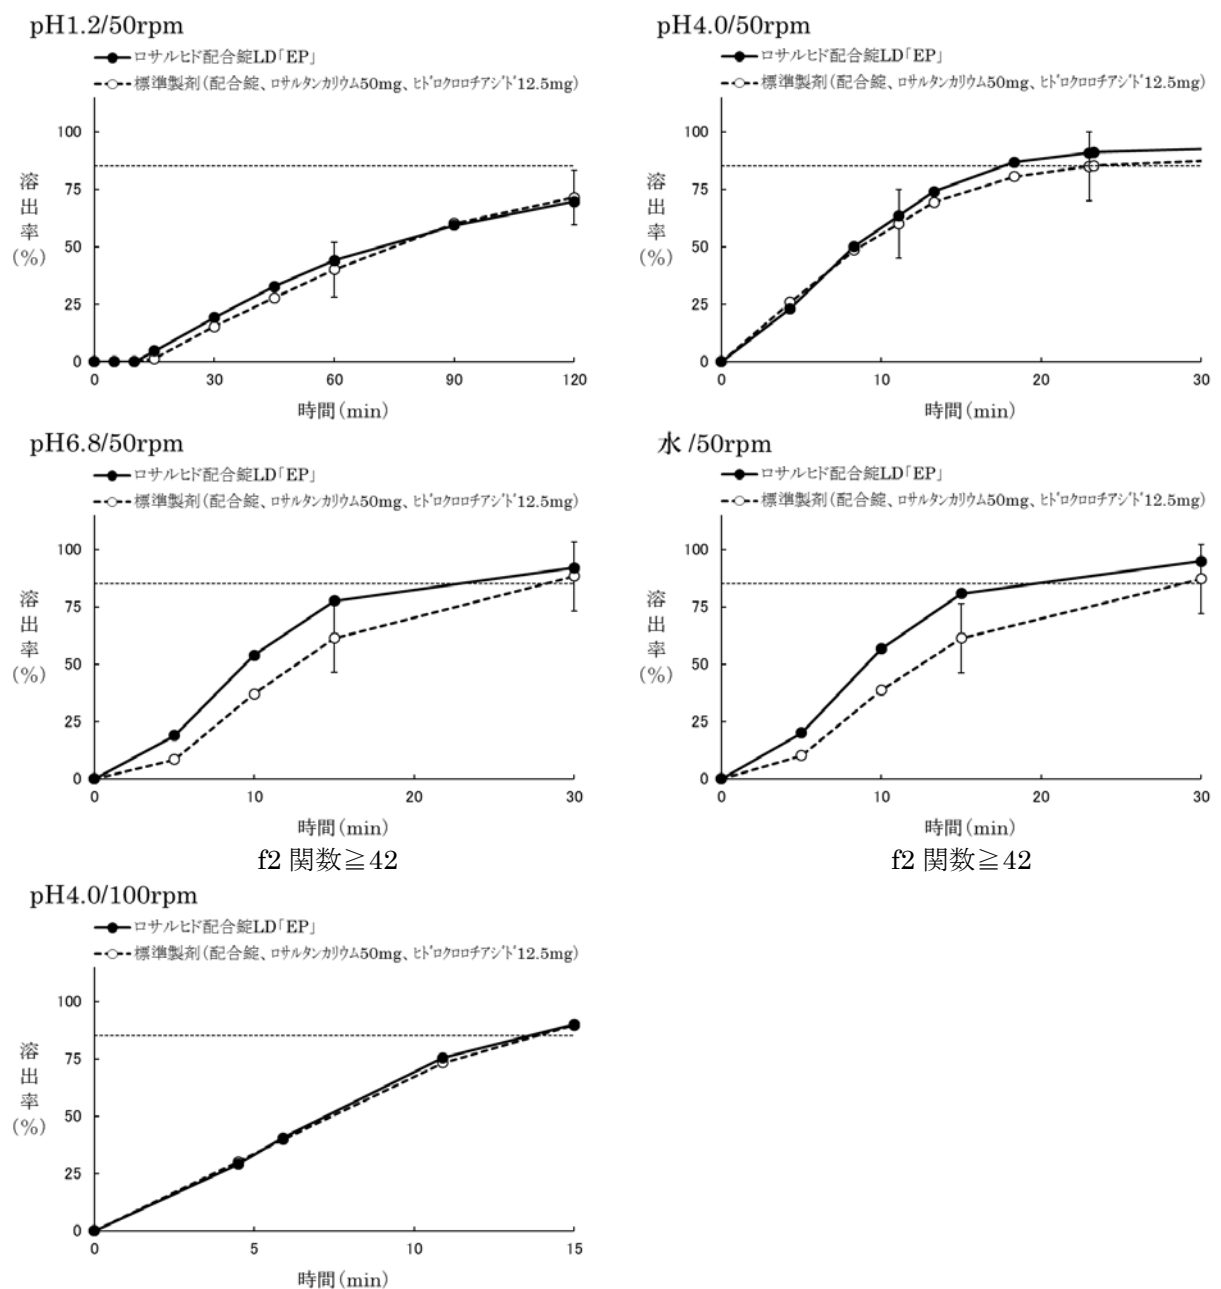 pH1.2/50rpm
ロサルヒド配合錠LD「EP」
標準製剤(配合錠、ロサルタンカリウム50mg、ヒドロクロロチアジド12.5mg)
100
75
50
25
0
溶出率(%)
0 30 60 90 120
時間(min)
pH4.0/50rpm
ロサルヒド配合錠LD「EP」
標準製剤(配合錠、ロサルタンカリウム50mg、ヒドロクロロチアジド12.5mg)
100
75
50
25
0
溶出率(%)
0 10 20 30
時間(min)
pH6.8/50rpm
ロサルヒド配合錠LD「EP」
標準製剤(配合錠、ロサルタンカリウム50mg、ヒドロクロロチアジド12.5mg)
100
75
50
25
0
溶出率(%)
0 10 20 30
時間(min)
f2 関数≧42
水 /50rpm
ロサルヒド配合錠LD「EP」
標準製剤(配合錠、ロサルタンカリウム50mg、ヒドロクロロチアジド12.5mg)
100
75
50
25
0
溶出率(%)
0 10 20 30
時間(min)
f2 関数≧42
pH4.0/100rpm
ロサルヒド配合錠LD「EP」
標準製剤(配合錠、ロサルタンカリウム50mg、ヒドロクロロチアジド12.5mg)
100
75
50
25
0
溶出率(%)
0 5 10 15
時間(min)